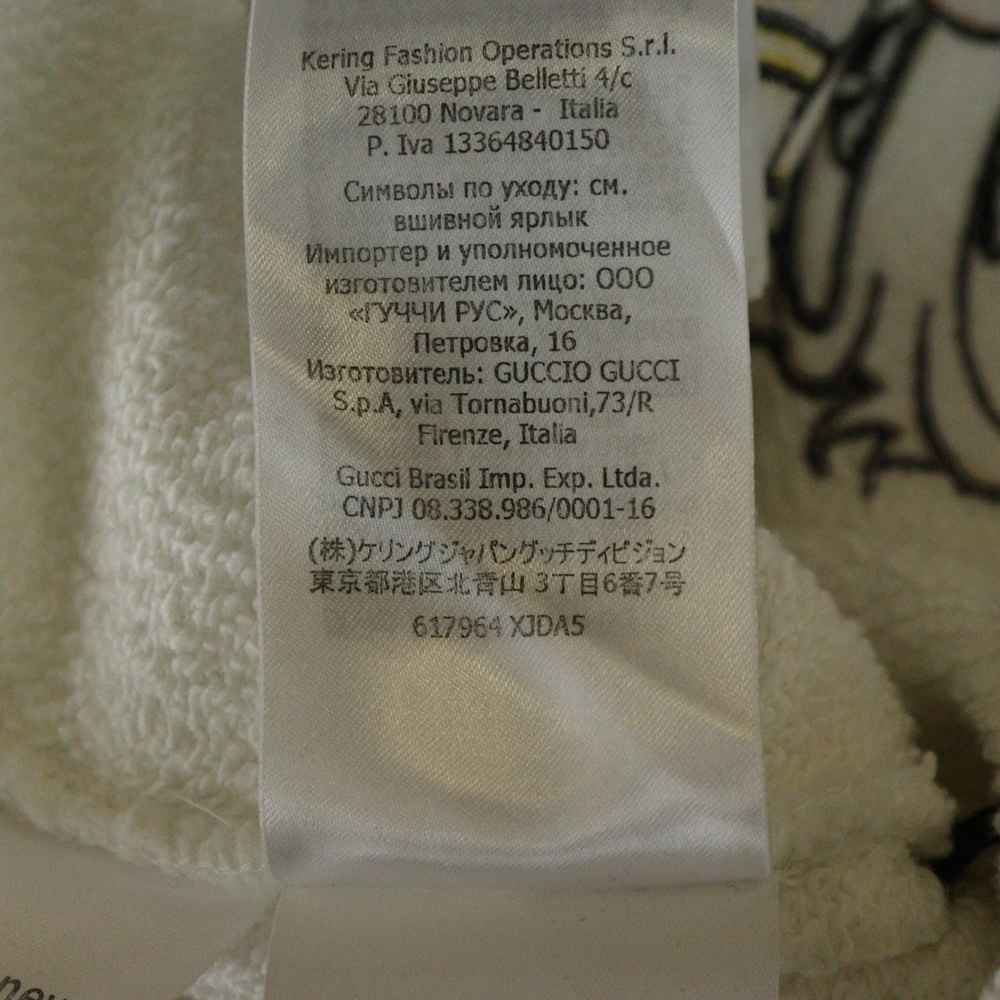 Kering Fashion Operations S.r.l.
Via Giuseppe Belletti 4/c
28100 Novara - Italia
P. Iva 13364840150
Символы по уходу: см.
вшивной ярлык
Импортер и уполномоченное
изготовителем лицо: ООО
«ГУЧЧИ РУС», Москва,
Петровка, 16
Изготовитель: GUCCIO GUCCI
S.p.A, via Tornabuoni,73/R
Firenze, Italia
Gucci Brasil Imp. Exp. Ltda.
CNPJ 08.338.986/0001-16
(株)ケリングジャパングッチディビジョン
東京都港区北青山 3丁目6番7号
617964 XJDA5